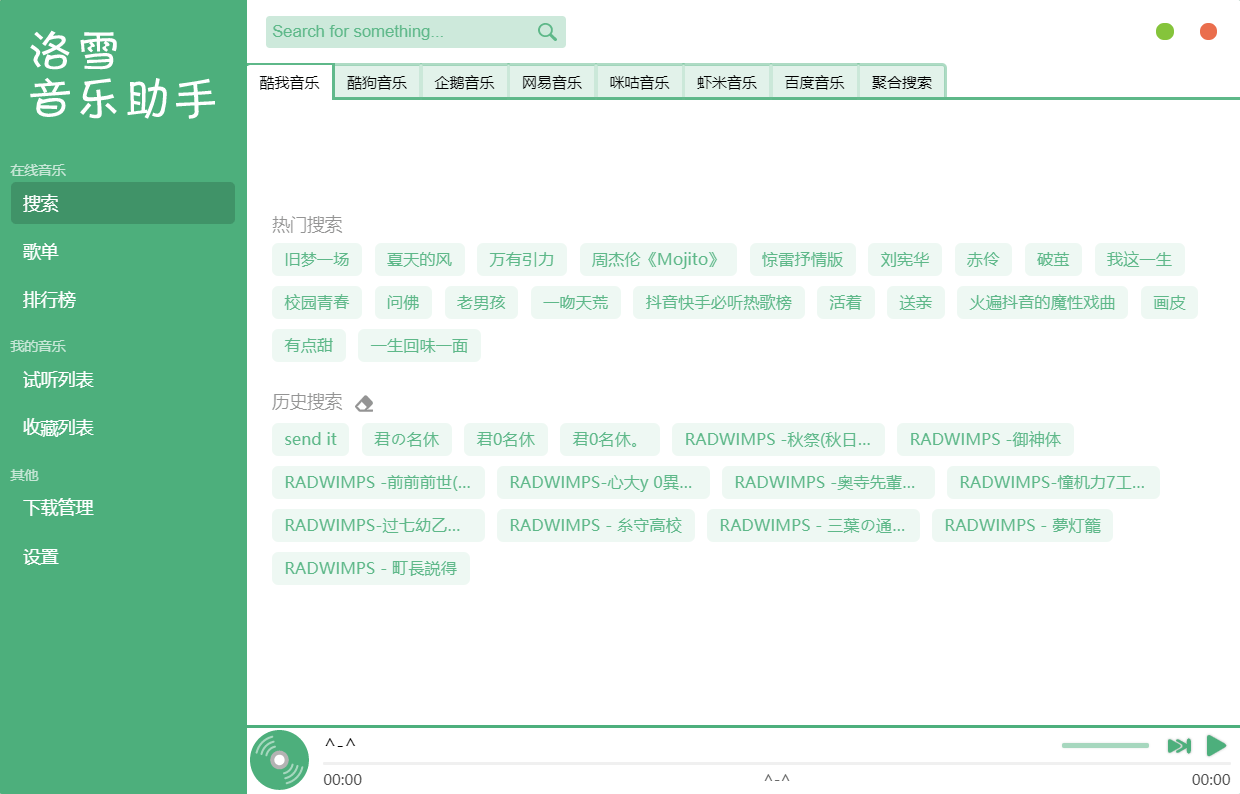 洛雪
音乐助手
Search for something...
酷我音乐 酷狗音乐 企鹅音乐 网易音乐 咪咕音乐 虾米音乐 百度音乐 聚合搜索
在线音乐
搜索
歌单
排行榜
我的音乐
试听列表
收藏列表
其他
下载管理
设置
热门搜索
旧梦一场 夏天的风 万有引力 周杰伦《Mojito》 惊雷抒情版 刘宪华 赤伶 破茧 我这一生
校园青春 问佛 老男孩 一吻天荒 抖音快手必听热歌榜 活着 送亲 火遍抖音的魔性戏曲 画皮
有点甜 一生回味一面
历史搜索
send it 君の名休 君0名休 君0名休。 RADWIMPS -秋祭(秋日... RADWIMPS -御神体
RADWIMPS -前前前世(... RADWIMPS-心大y 0異... RADWIMPS -奥寺先輩... RADWIMPS-憧机力7工...
RADWIMPS-过七幼乙... RADWIMPS - 糸守高校 RADWIMPS - 三葉の通... RADWIMPS - 夢灯籠
RADWIMPS - 町長説得
^-^
00:00 ^-^ 00:00